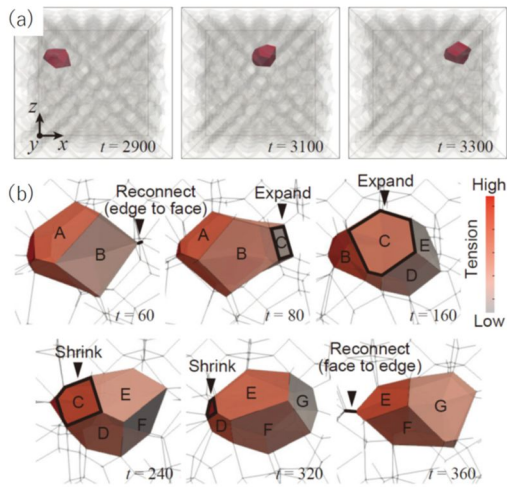 (a)
z
y x
t = 2900
t = 3100
t = 3300
(b)
Reconnect
(edge to face)
A
B
t = 60
Expand
A
B
C
t = 80
Expand
B
C
E
D
t = 160
High
Tension
Low
Shrink
C
E
D
F
t = 240
Shrink
E
G
D
F
t = 320
Reconnect
(face to edge)
E
G
F
t = 360